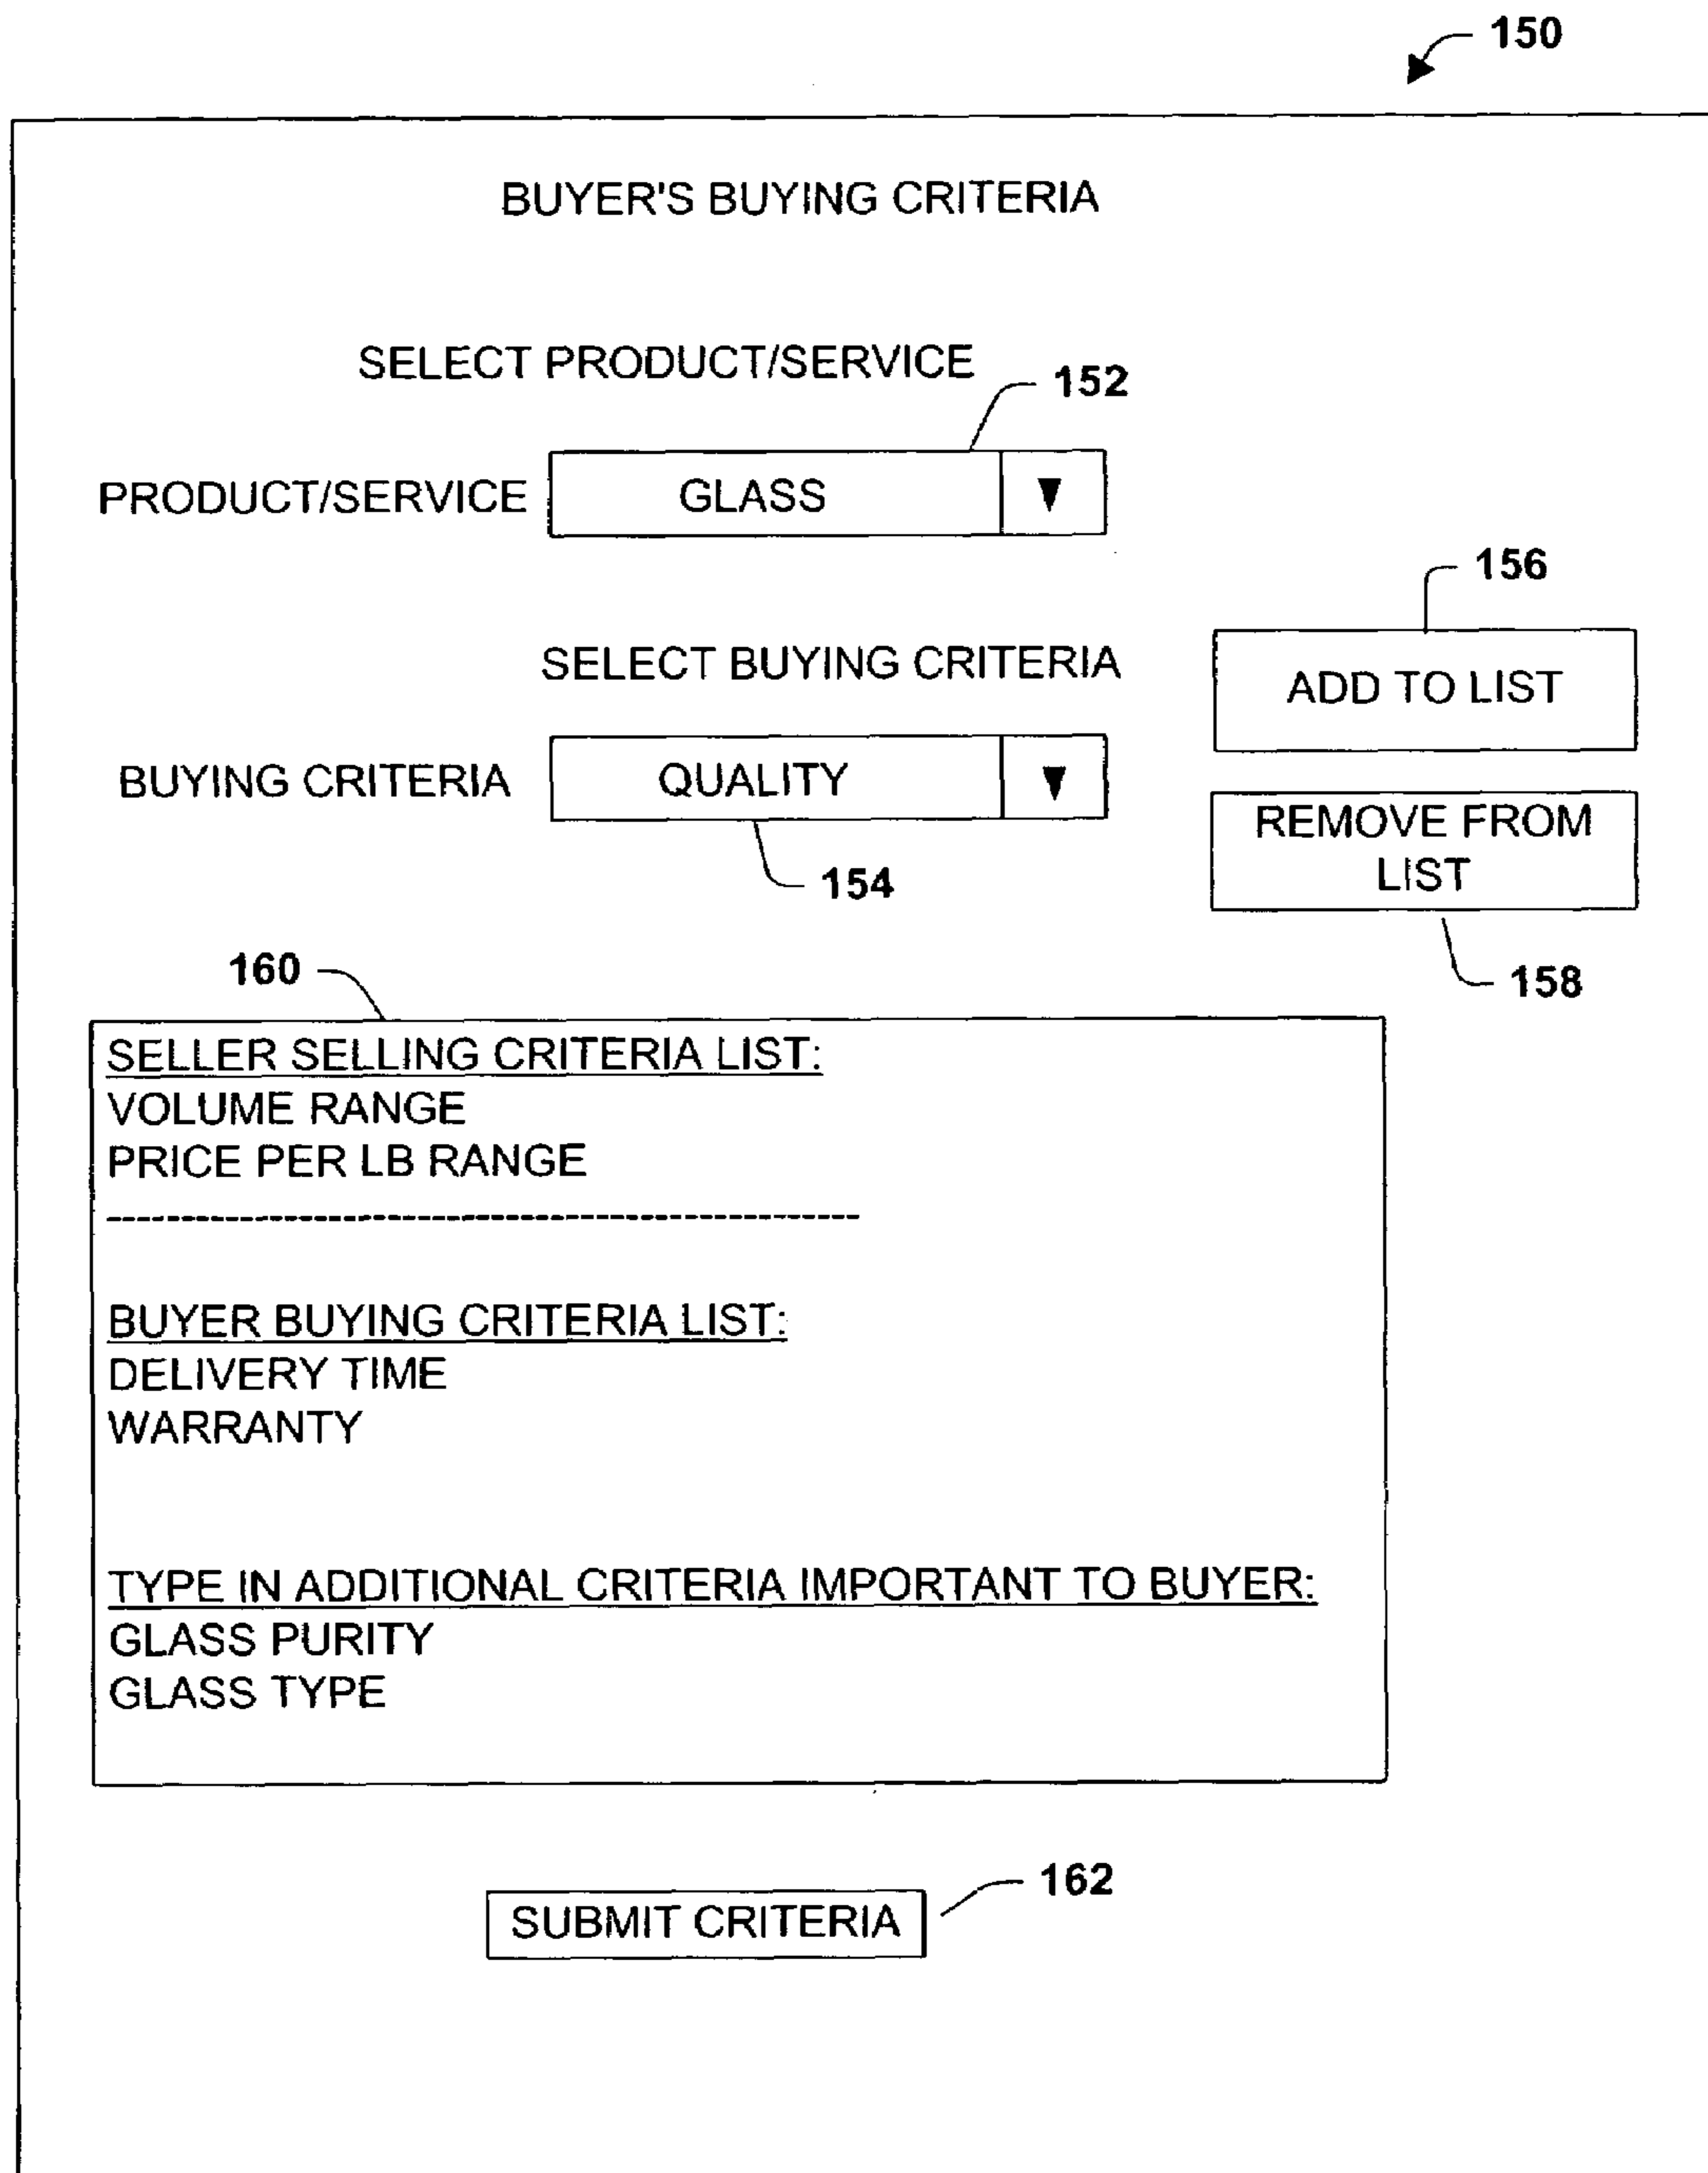 150
BUYER'S BUYING CRITERIA
SELECT PRODUCT/SERVICE
152
PRODUCT/SERVICE GLASS
156
SELECT BUYING CRITERIA
ADD TO LIST
BUYING CRITERIA QUALITY
REMOVE FROM
LIST
154
158
160
SELLER SELLING CRITERIA LIST:
VOLUME RANGE
PRICE PER LB RANGE
--------------------------------------------------
BUYER BUYING CRITERIA LIST:
DELIVERY TIME
WARRANTY
TYPE IN ADDITIONAL CRITERIA IMPORTANT TO BUYER:
GLASS PURITY
GLASS TYPE
162
SUBMIT CRITERIA